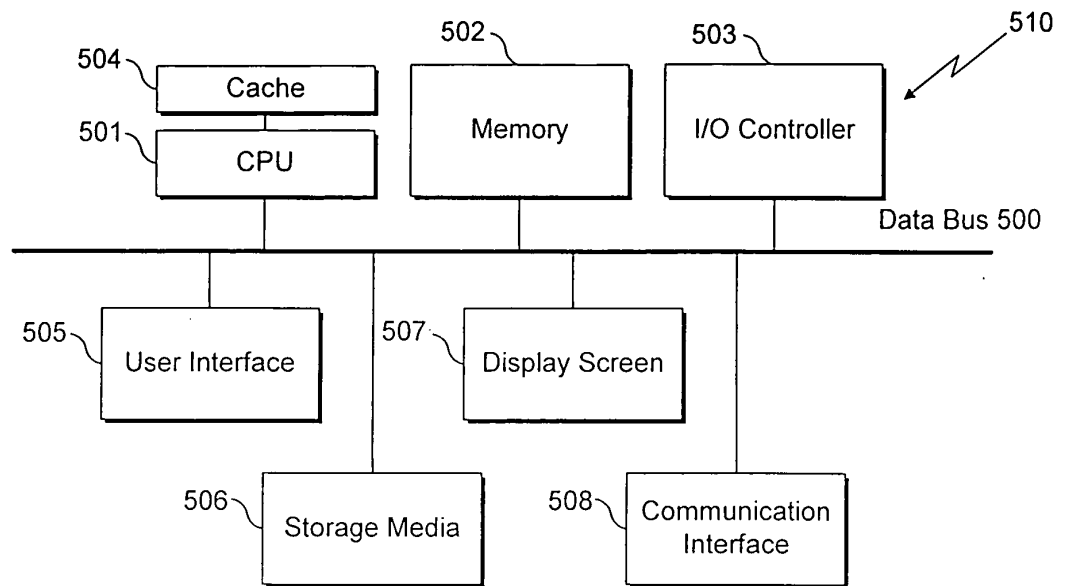 510
502
503
504
Cache
501
CPU
Memory
I/O Controller
Data Bus 500
505
User Interface
507
Display Screen
506
Storage Media
508
Communication
Interface